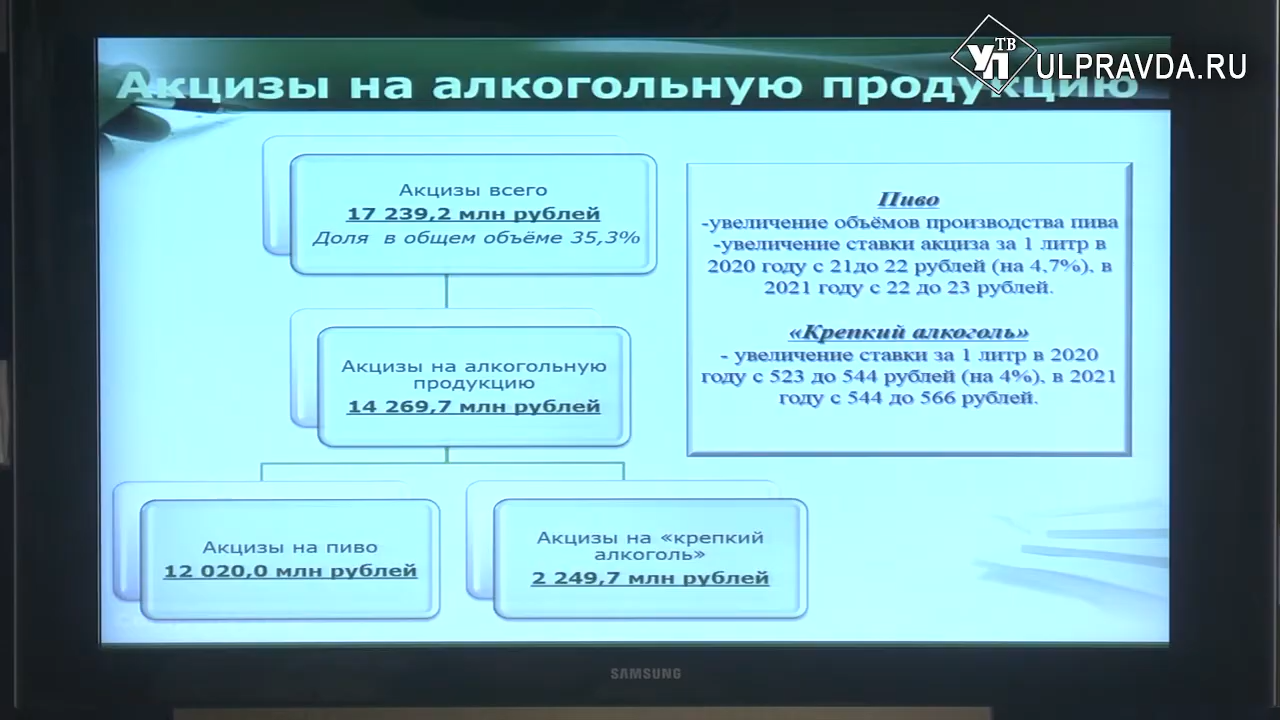 ТВ
УП
ULPRAVDA.RU
Акцизы на алкогольную продукцию
Акцизы всего
17 239,2 млн рублей
Доля в общем объёме 35,3%
Акцизы на алкогольную
продукцию
14 269,7 млн рублей
Акцизы на пиво
12 020,0 млн рублей
Акцизы на «крепкий
алкоголь»
2 249,7 млн рублей
Пиво
-увеличение объёмов производства пива
-увеличение ставки акциза за 1 литр в
2020 году с 21до 22 рублей (на 4,7%), в
2021 году с 22 до 23 рублей.
«Крепкий алкоголь»
- увеличение ставки за 1 литр в 2020
году с 523 до 544 рублей (на 4%), в 2021
году с 544 до 566 рублей.
SAMSUNG